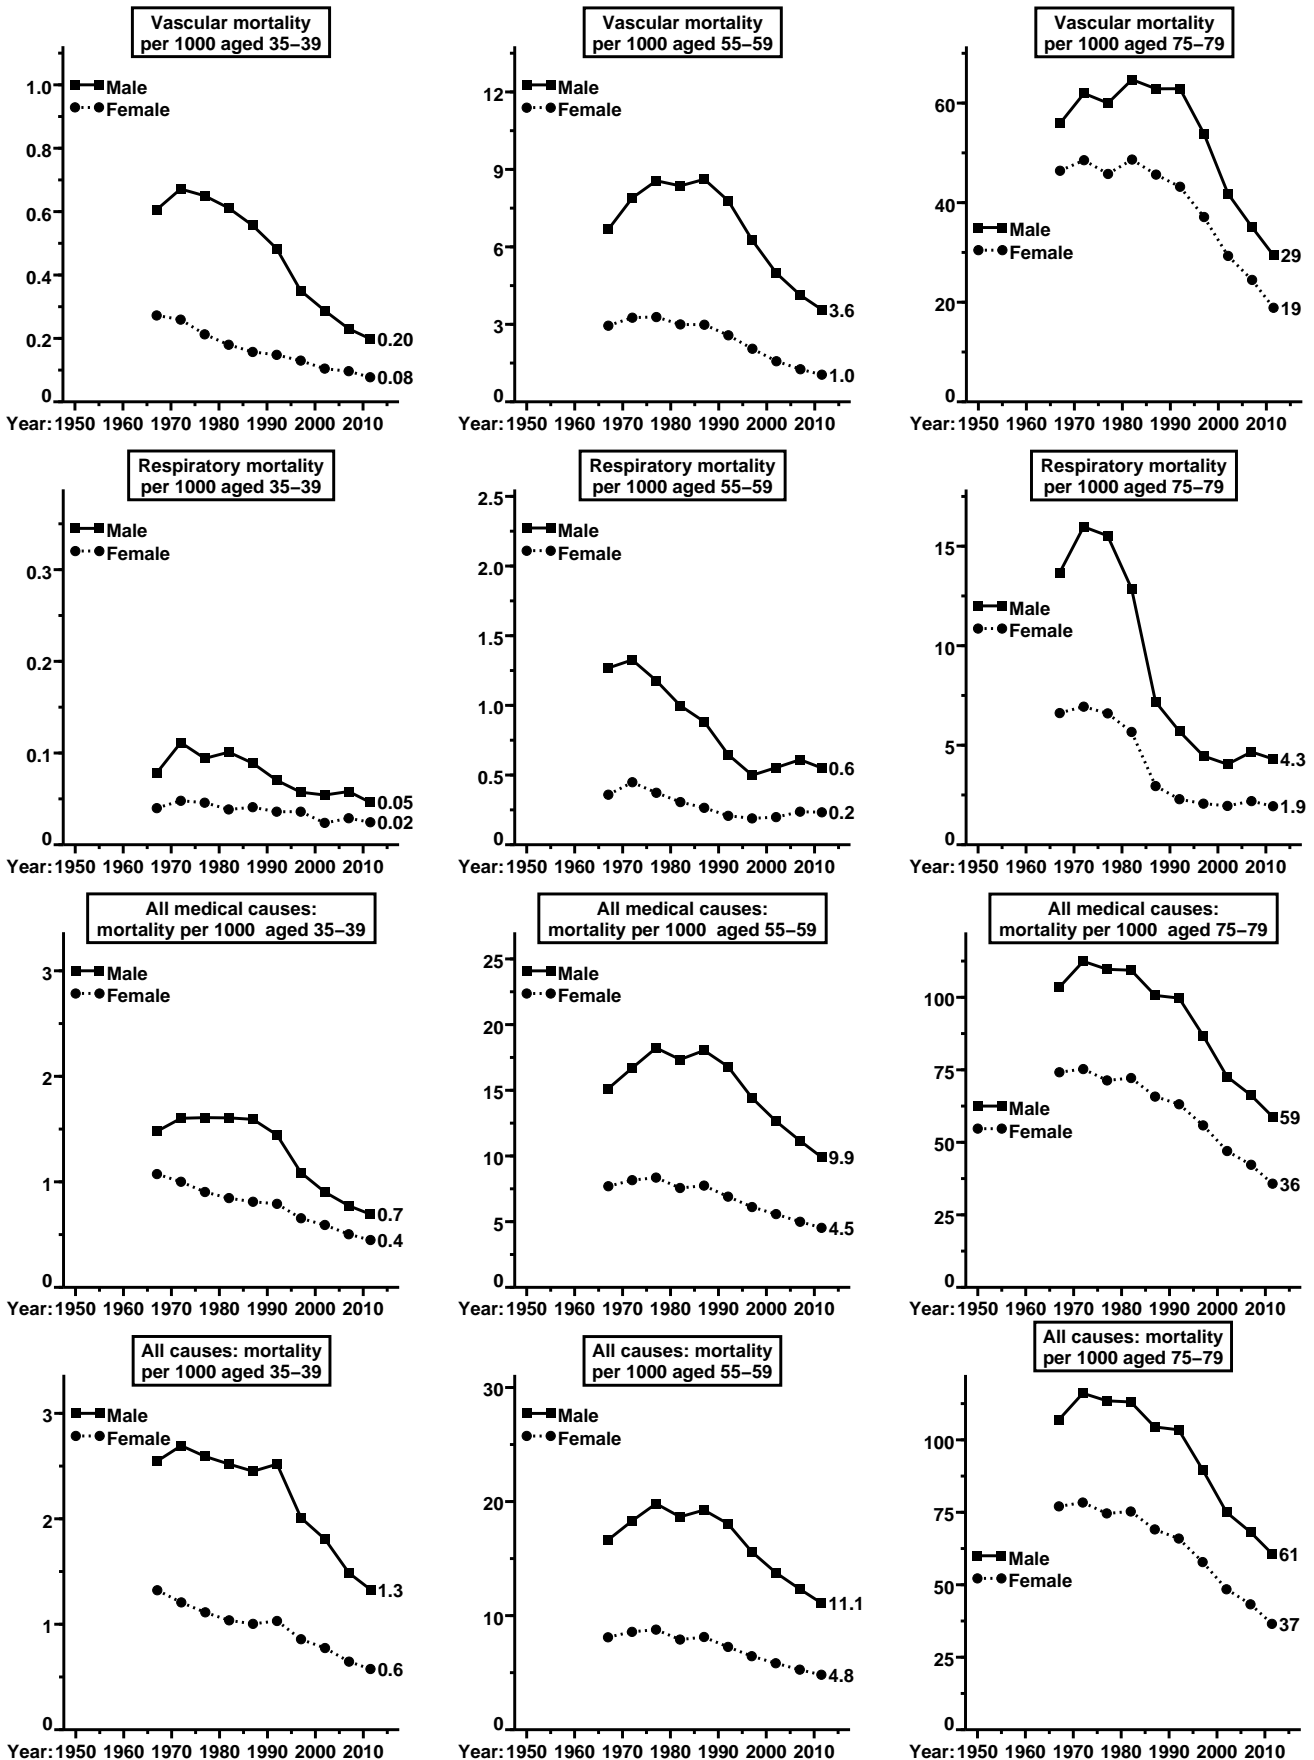 Vascular mortality
per 1000 aged 35–39
1.0
0.8
0.6
0.4
0.2
0
Male
Female
0.20
0.08
Year: 1950 1960 1970 1980 1990 2000 2010
Vascular mortality
per 1000 aged 55–59
12
9
6
3
0
Male
Female
3.6
1.0
Year: 1950 1960 1970 1980 1990 2000 2010
Vascular mortality
per 1000 aged 75–79
60
40
20
0
Male
Female
29
19
Year: 1950 1960 1970 1980 1990 2000 2010
Respiratory mortality
per 1000 aged 35–39
0.3
0.2
0.1
0
Male
Female
0.05
0.02
Year: 1950 1960 1970 1980 1990 2000 2010
Respiratory mortality
per 1000 aged 55–59
2.5
2.0
1.5
1.0
0.5
0
Male
Female
0.6
0.2
Year: 1950 1960 1970 1980 1990 2000 2010
Respiratory mortality
per 1000 aged 75–79
15
10
5
0
Male
Female
4.3
1.9
Year: 1950 1960 1970 1980 1990 2000 2010
All medical causes:
mortality per 1000 aged 35–39
3
2
1
0
Male
Female
0.7
0.4
Year: 1950 1960 1970 1980 1990 2000 2010
All medical causes:
mortality per 1000 aged 55–59
25
20
15
10
5
0
Male
Female
9.9
4.5
Year: 1950 1960 1970 1980 1990 2000 2010
All medical causes:
mortality per 1000 aged 75–79
100
75
50
25
0
Male
Female
59
36
Year: 1950 1960 1970 1980 1990 2000 2010
All causes: mortality
per 1000 aged 35–39
3
2
1
0
Male
Female
1.3
0.6
Year: 1950 1960 1970 1980 1990 2000 2010
All causes: mortality
per 1000 aged 55–59
30
20
10
0
Male
Female
11.1
4.8
Year: 1950 1960 1970 1980 1990 2000 2010
All causes: mortality
per 1000 aged 75–79
100
75
50
25
0
Male
Female
61
37
Year: 1950 1960 1970 1980 1990 2000 2010